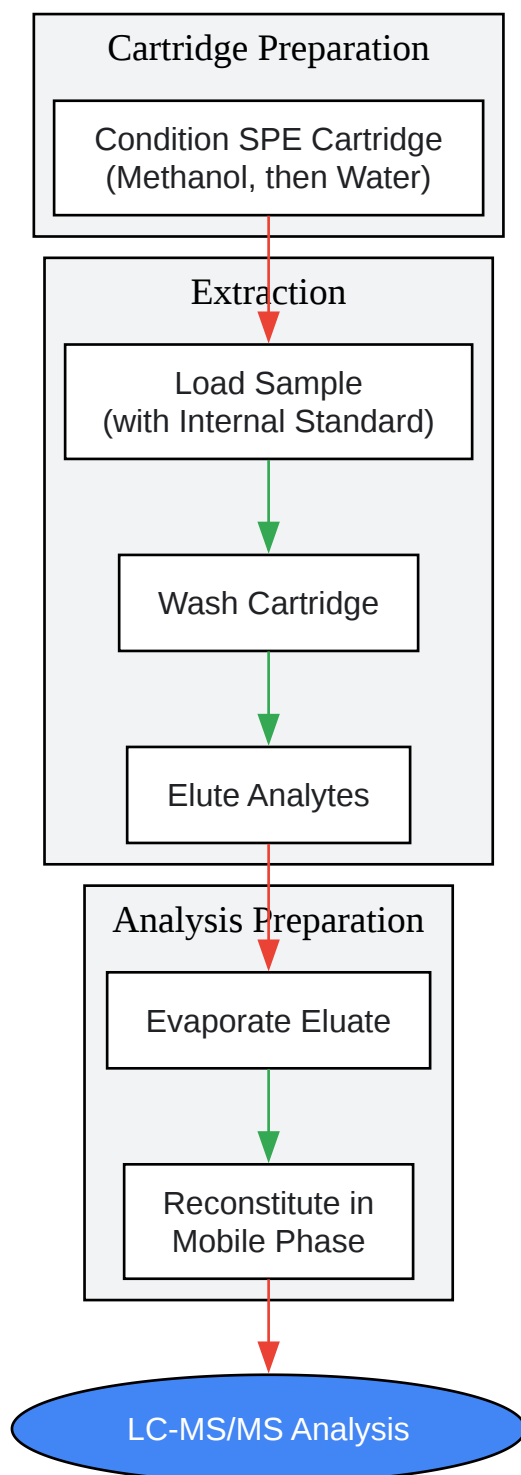 Cartridge Preparation
Condition SPE Cartridge
(Methanol, then Water)
Extraction
Load Sample
(with Internal Standard)
Wash Cartridge
Elute Analytes
Analysis Preparation
Evaporate Eluate
Reconstitute in
Mobile Phase
LC-MS/MS Analysis